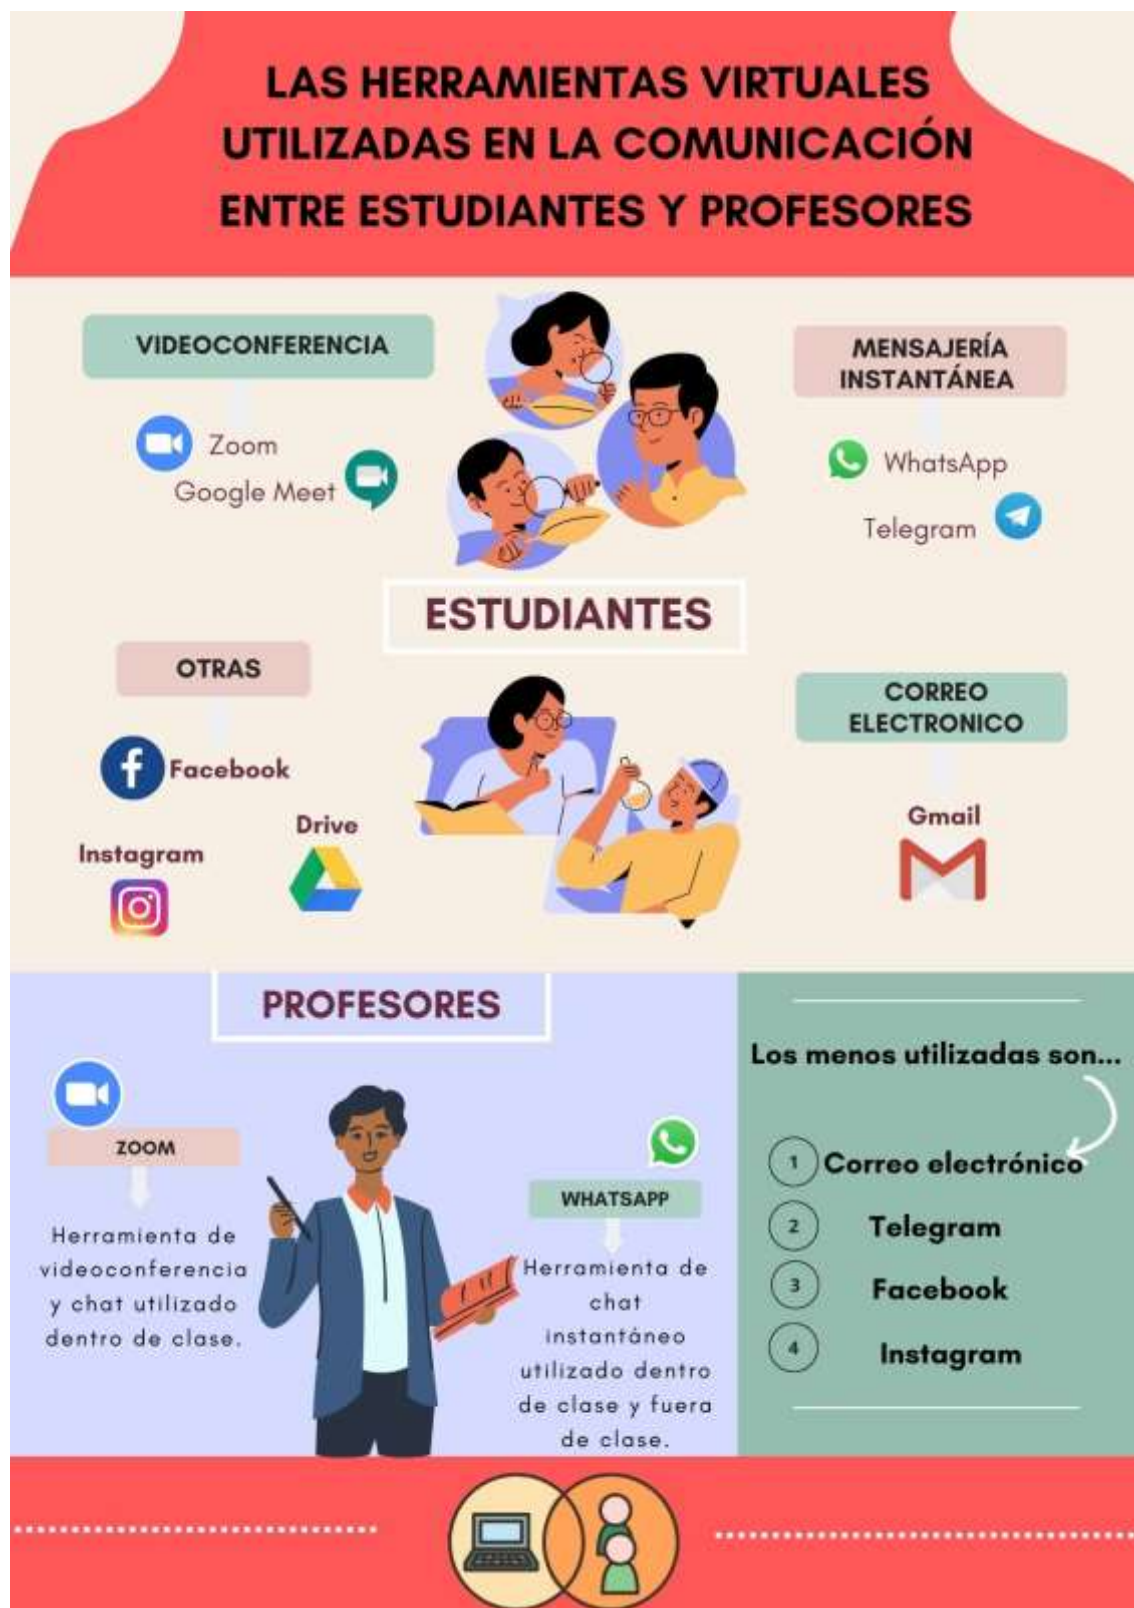 LAS HERRAMIENTAS VIRTUALES
UTILIZADAS EN LA COMUNICACIÓN
ENTRE ESTUDIANTES Y PROFESORES
VIDEOCONFERENCIA
Zoom
Google Meet
MENSAJERÍA
INSTANTÁNEA
WhatsApp
Telegram
ESTUDIANTES
OTRAS
Facebook
Instagram
Drive
CORREO
ELECTRONICO
Gmail
PROFESORES
ZOOM
Herramienta de
videoconferencia
y chat utilizado
dentro de clase.
WHATSAPP
Herramienta de
chat
instantáneo
utilizado dentro
de clase y fuera
de clase.
Los menos utilizadas son...
1 Correo electrónico
2 Telegram
3 Facebook
4 Instagram